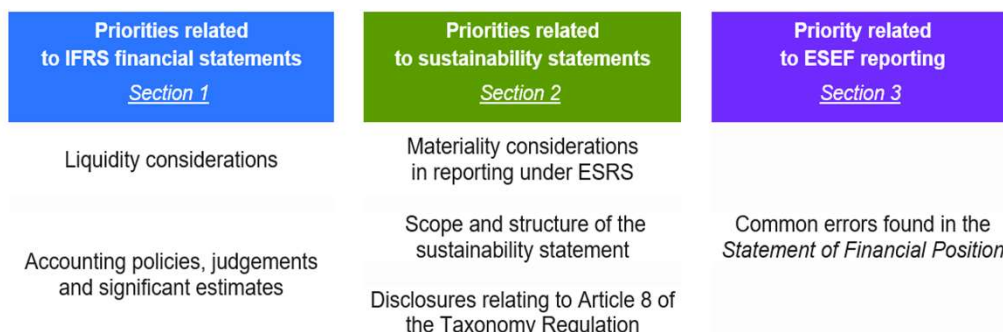 Priorities related
to IFRS financial statements
Section 1
Liquidity considerations
Accounting policies, judgements
and significant estimates
Priorities related
to sustainability statements
Section 2
Materiality considerations
in reporting under ESRS
Scope and structure of the
sustainability statement
Disclosures relating to Article 8 of
the Taxonomy Regulation
Priority related
to ESEF reporting
Section 3
Common errors found in the
Statement of Financial Position